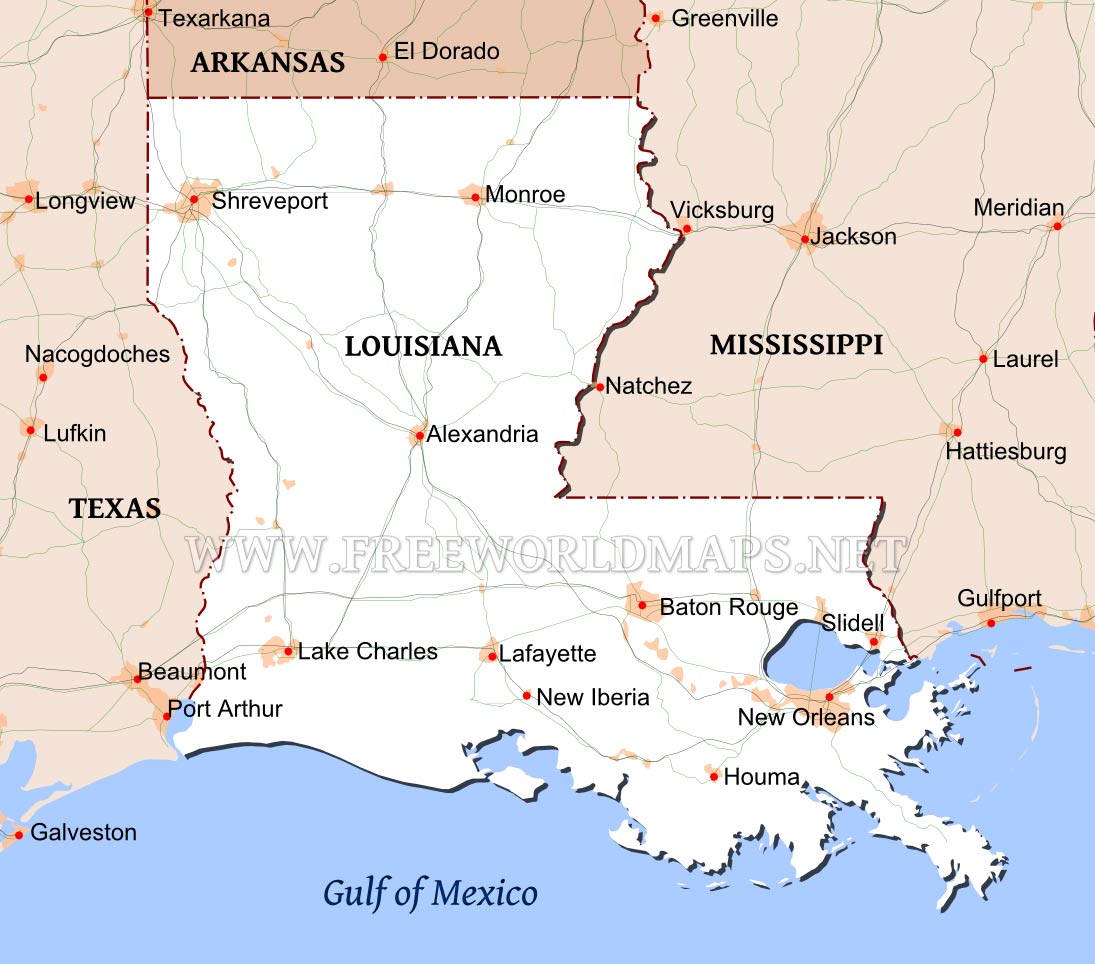 Texarkana
Greenville
El Dorado
ARKANSAS
Longview
Shreveport
Monroe
Vicksburg
Jackson
Meridian
LOUISIANA
MISSISSIPPI
Nacogdoches
Laurel
Natchez
Lufkin
Alexandria
Hattiesburg
TEXAS
WWW.FREEWORLDMAPS.NET
Gulfport
Baton Rouge
Slidell
Lake Charles
Lafayette
Beaumont
New Iberia
Port Arthur
New Orleans
Houma
Galveston
Gulf of Mexico